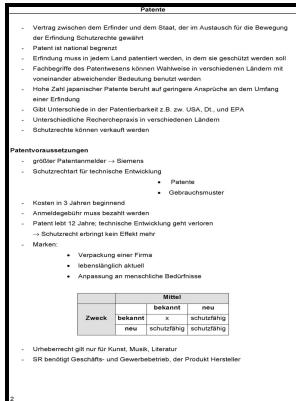 Patente
- Vertrag zwischen dem Erfinder und dem Staat, der im Austausch für die Bewegung
der Erfindung Schutzrechte gewährt
- Patent ist national begrenzt
- Erfindung muss in jedem Land patentiert werden, in dem sie geschützt werden soll
- Fachbegriffe des Patentwesens können Wahlweise in verschiedenen Ländern mit
voneinander abweichender Bedeutung benutzt werden
- Hohe Zahl japanischer Patente beruht auf geringere Ansprüche an dem Umfang
einer Erfindung
- Gibt Unterschiede in der Patentierbarkeit z.B. zw. USA, Dt., und EPA
- Unterschiedliche Recherchepraxis in verschiedenen Ländern
- Schutzrechte können verkauft werden
Patentvoraussetzungen
- größter Patentanmelder → Siemens
- Schutzrechtart für technische Entwicklung
• Patente
• Gebrauchsmuster
- Kosten in 3 Jahren beginnend
- Anmeldegebühr muss bezahlt werden
- Patent lebt 12 Jahre; technische Entwicklung geht verloren
→ Schutzrecht erbringt kein Effekt mehr
- Marken:
• Verpackung einer Firma
• lebenslänglich aktuell
• Anpassung an menschliche Bedürfnisse
Mittel
bekannt neu
Zweck bekannt x schutzfähig
neu schutzfähig schutzfähig
- Urheberrecht gilt nur für Kunst, Musik, Literatur
- SR benötigt Geschäfts- und Gewerbebetrieb, der Produkt Hersteller
2